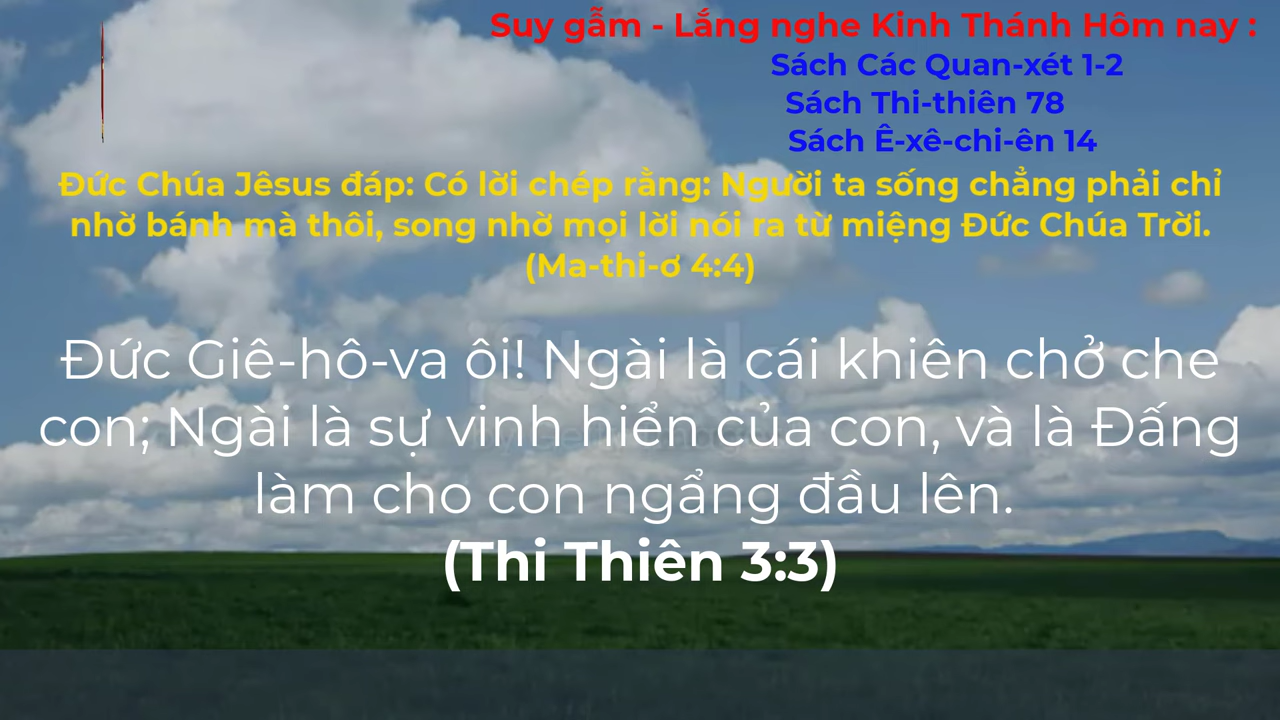 Suy gẫm - Lắng nghe Kinh Thánh Hôm nay :
Sách Các Quan-xét 1-2
Sách Thi-thiên 78
Sách Ê-xê-chi-ên 14
Đức Chúa Jêsus đáp: Có lời chép rằng: Người ta sống chẳng phải chỉ
nhờ bánh mà thôi, song nhờ mọi lời nói ra từ miệng Đức Chúa Trời.
(Ma-thi-ơ 4:4)
Đức Giê-hô-va ôi! Ngài là cái khiên chở che
con; Ngài là sự vinh hiển của con, và là Đấng
làm cho con ngẩng đầu lên.
(Thi Thiên 3:3)